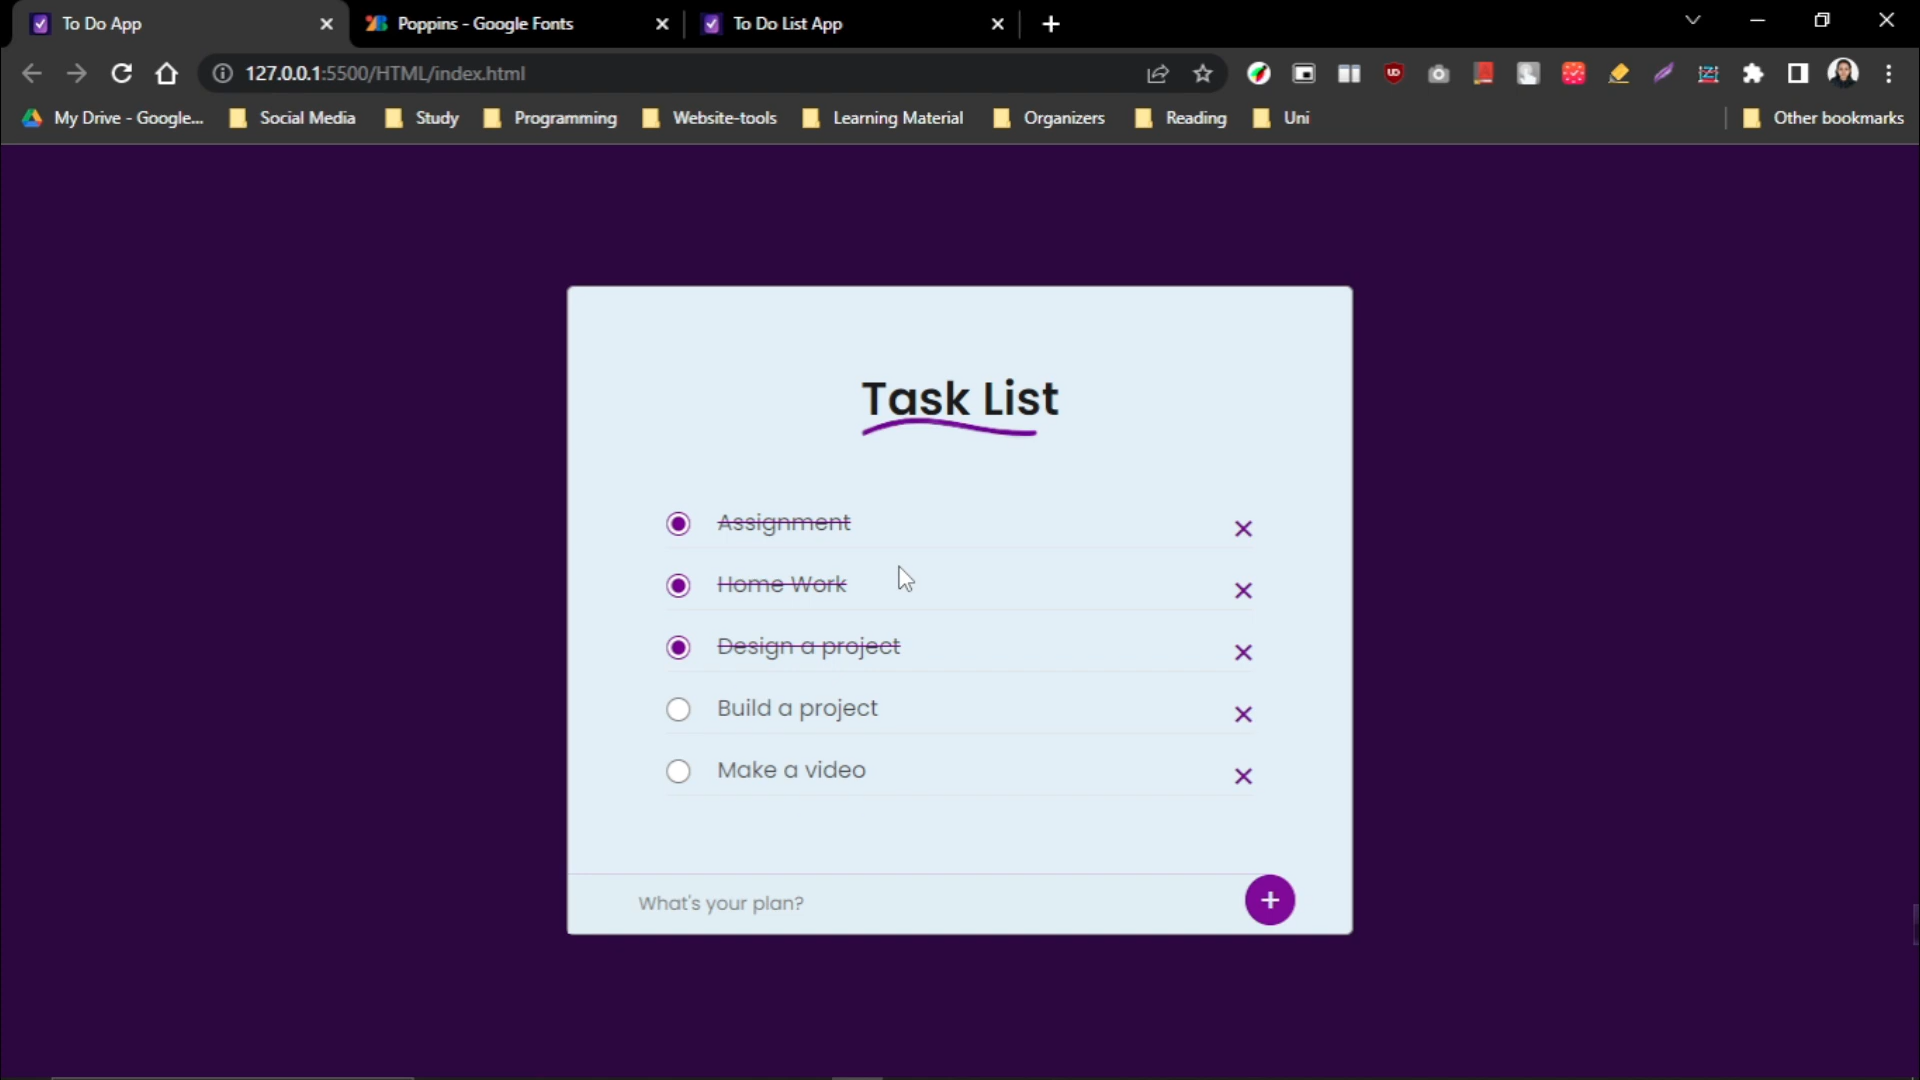 To Do App
Poppins - Google Fonts
To Do List App
127.0.0.1:5500/HTML/index.html
My Drive - Google...
Social Media
Study
Programming
Website-tools
Learning Material
Organizers
Reading
Uni
Other bookmarks
Task List
Assignment
Home Work
Design a project
Build a project
Make a video
What's your plan?